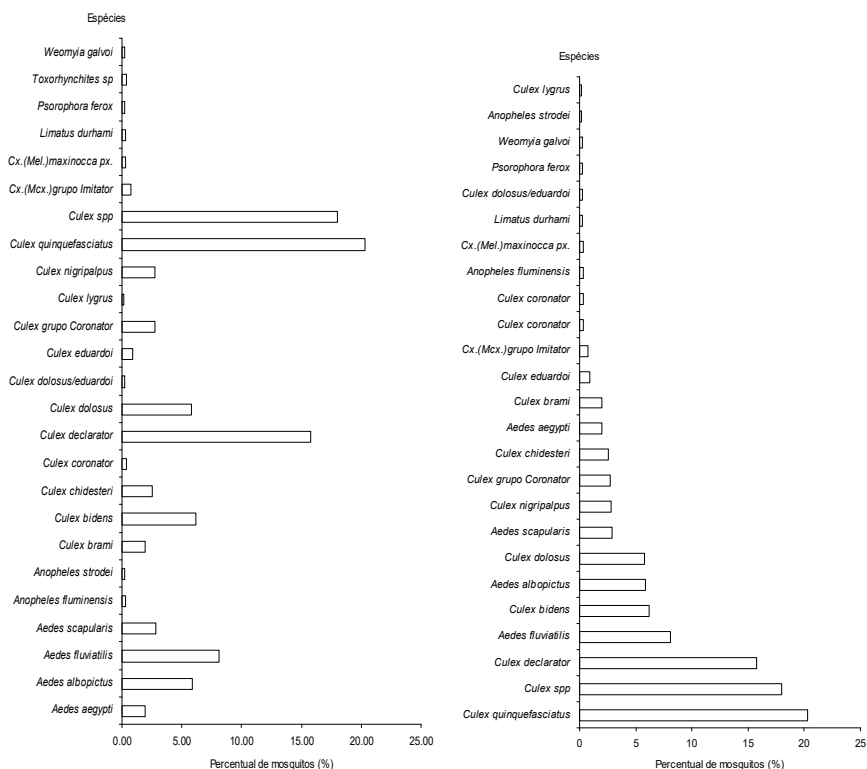 Espécies
Weomyia galvoi
Toxorhynchites sp
Psorophora ferox
Limatus durhami
Cx.(Mel.)maxinocca px.
Cx.(Mcx.)grupo Imitator
Culex spp
Culex quinquefasciatus
Culex nigripalpus
Culex lygrus
Culex grupo Coronator
Culex eduardoi
Culex dolosus/eduardoi
Culex dolosus
Culex declarator
Culex coronator
Culex chidesteri
Culex bidens
Culex brami
Anopheles strodei
Anopheles fluminensis
Aedes scapularis
Aedes fluviatilis
Aedes albopictus
Aedes aegypti
0.00 5.00 10.00 15.00 20.00 25.00
Percentual de mosquitos (%)
Espécies
Culex lygrus
Anopheles strodei
Weomyia galvoi
Psorophora ferox
Culex dolosus/eduardoi
Limatus durhami
Cx.(Mel.)maxinocca px.
Anopheles fluminensis
Culex coronator
Culex coronator
Cx.(Mcx.)grupo Imitator
Culex eduardoi
Culex brami
Aedes aegypti
Culex chidesteri
Culex grupo Coronator
Culex nigripalpus
Aedes scapularis
Culex dolosus
Aedes albopictus
Culex bidens
Aedes fluviatilis
Culex declarator
Culex spp
Culex quinquefasciatus
0 5 10 15 20 25
Percentual de mosquitos (%)